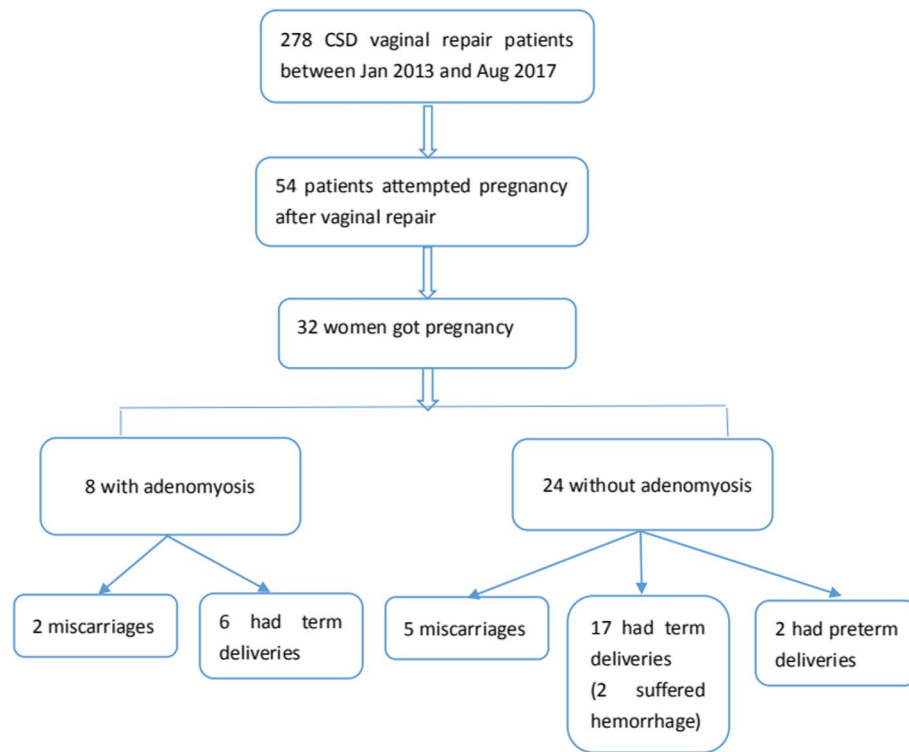 278 CSD vaginal repair patients
between Jan 2013 and Aug 2017
54 patients attempted pregnancy
after vaginal repair
32 women got pregnancy
8 with adenomyosis
24 without adenomyosis
2 miscarriages
6 had term
deliveries
5 miscarriages
17 had term
deliveries
(2 suffered
hemorrhage)
2 had preterm
deliveries